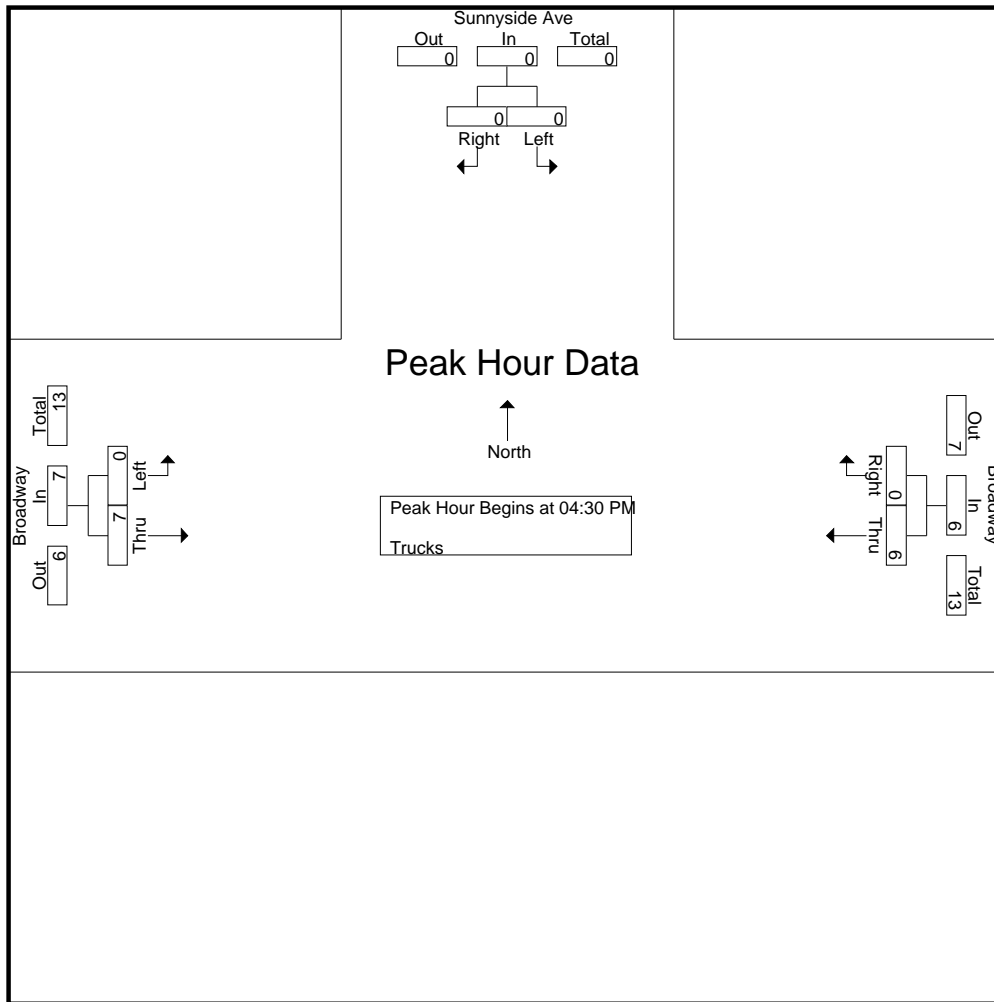 Sunnyside Ave
Out In Total
0 0 0
0 0
Right Left
Peak Hour Data
North
Peak Hour Begins at 04:30 PM
Trucks
Broadway
Out In Total
6 7 13
7 0
Thru Left
Broadway
Out In Total
7 6 13
0 6
Right Thru